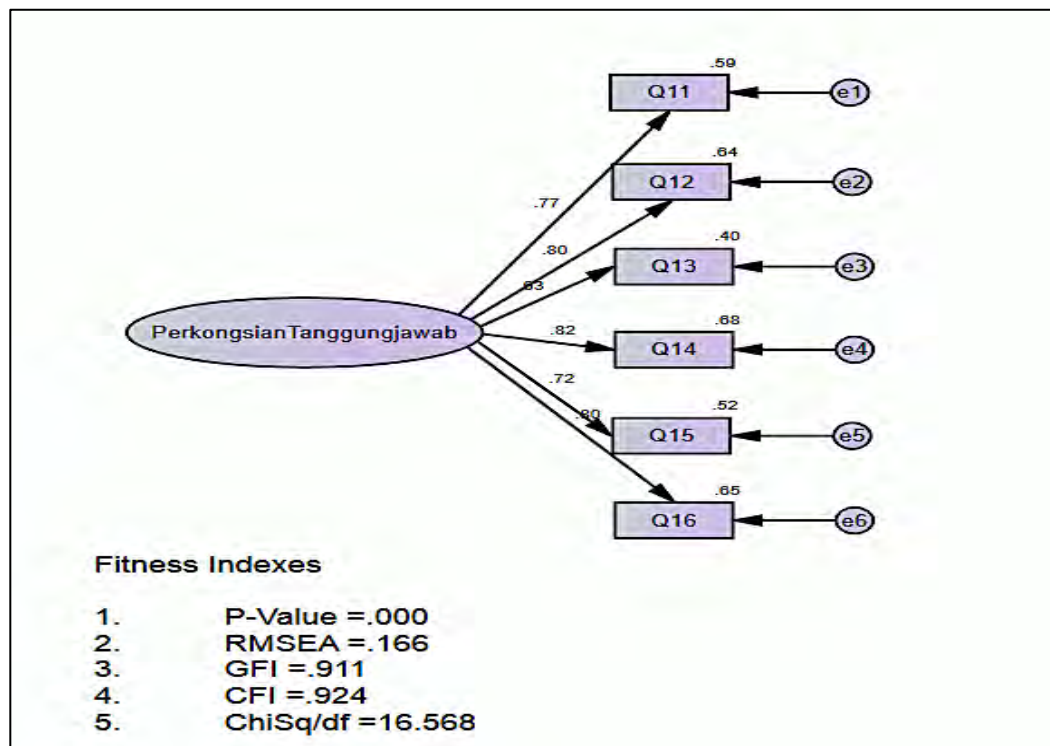 .59
Q11
e1
.77
.64
Q12
e2
.80
.40
Q13
e3
.63
PerkongsianTanggungjawab
.82
.68
Q14
e4
.72
.52
Q15
e5
.80
.65
Q16
e6
Fitness Indexes
1. P-Value =.000
2. RMSEA =.166
3. GFI =.911
4. CFI =.924
5. ChiSq/df =16.568